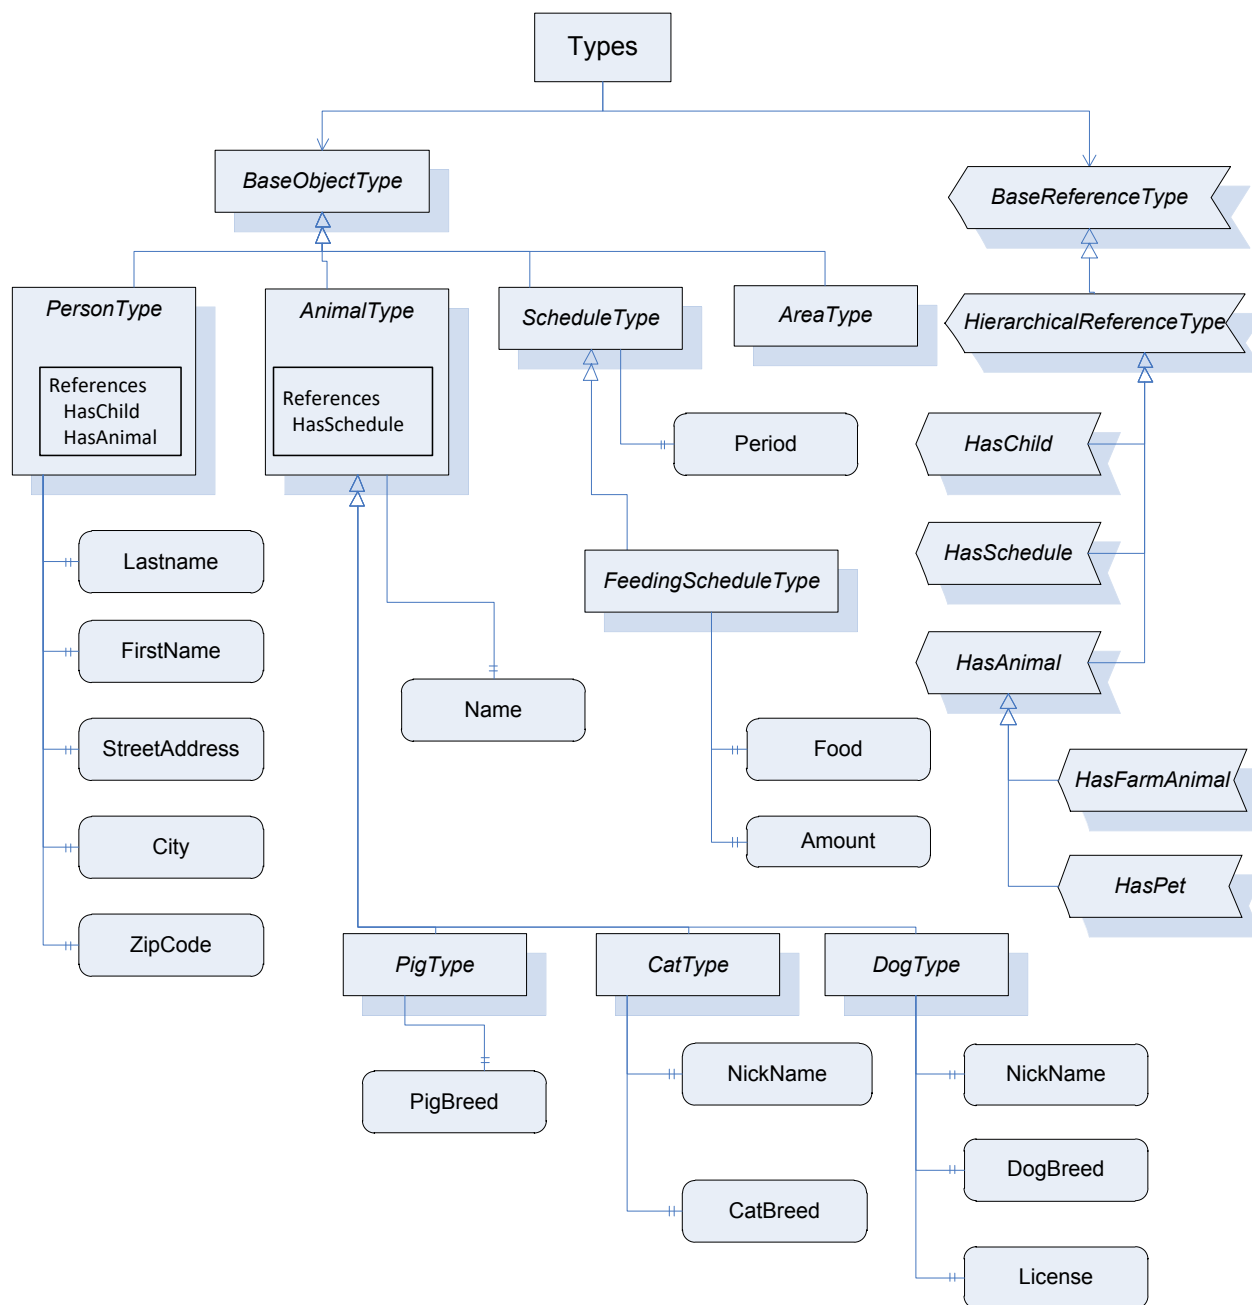 Types
BaseObjectType
BaseReferenceType
PersonType
References
HasChild
HasAnimal
AnimalType
References
HasSchedule
ScheduleType
AreaType
HierarchicalReferenceType
Period
HasChild
Lastname
HasSchedule
FeedingScheduleType
FirstName
HasAnimal
Name
StreetAddress
Food
HasFarmAnimal
City
Amount
HasPet
ZipCode
PigType
CatType
DogType
NickName
NickName
PigBreed
DogBreed
CatBreed
License